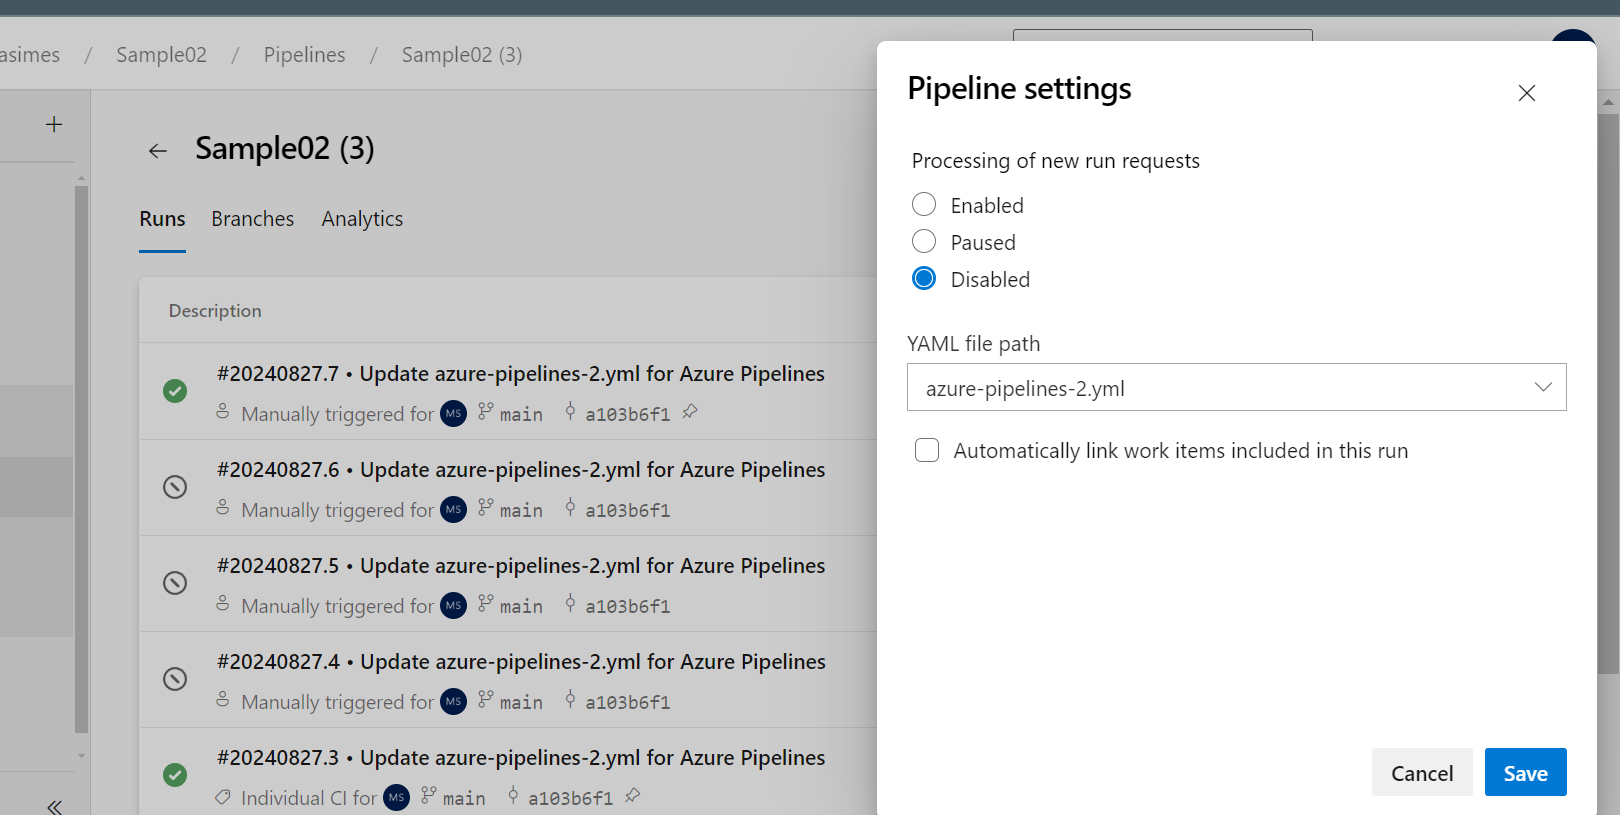 asimes / Sample02 / Pipelines / Sample02 (3)
Sample02 (3)
Runs Branches Analytics
Description
#20240827.7 • Update azure-pipelines-2.yml for Azure Pipelines
Manually triggered for MS main a103b6f1
#20240827.6 • Update azure-pipelines-2.yml for Azure Pipelines
Manually triggered for MS main a103b6f1
#20240827.5 • Update azure-pipelines-2.yml for Azure Pipelines
Manually triggered for MS main a103b6f1
#20240827.4 • Update azure-pipelines-2.yml for Azure Pipelines
Manually triggered for MS main a103b6f1
#20240827.3 • Update azure-pipelines-2.yml for Azure Pipelines
Individual CI for MS main a103b6f1
Pipeline settings
Processing of new run requests
Enabled
Paused
Disabled
YAML file path
azure-pipelines-2.yml
Automatically link work items included in this run
Cancel Save